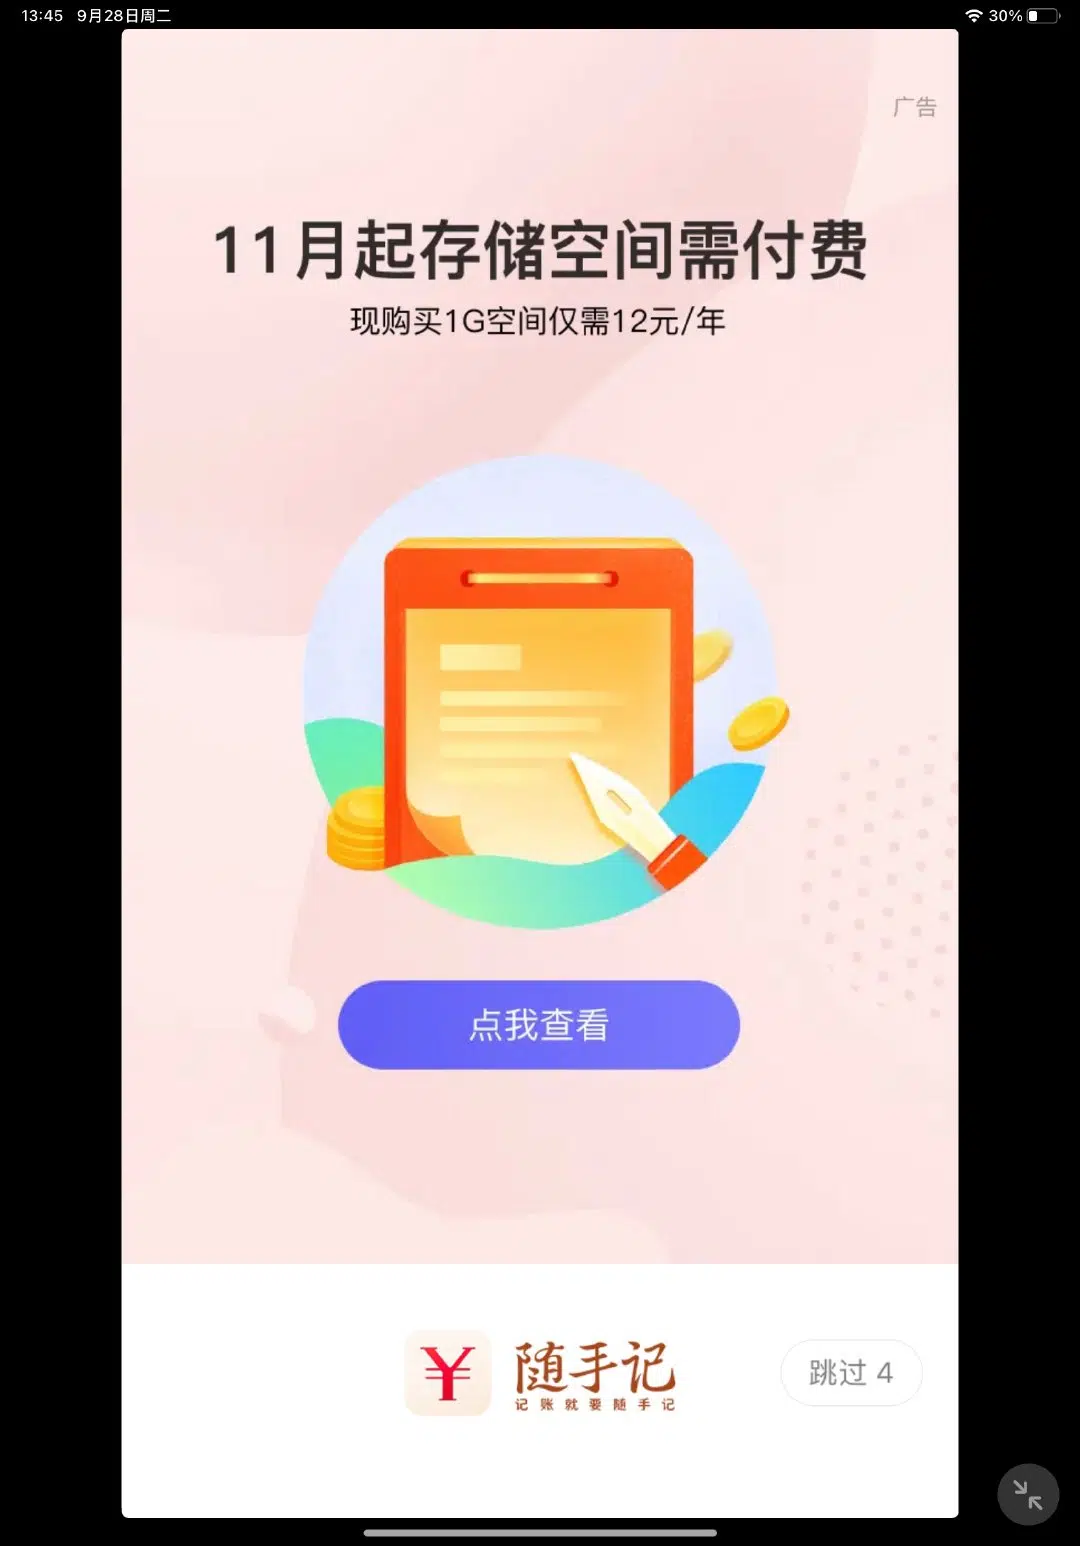 13:45 9月28日周二
30%
广告
11月起存储空间需付费
现购买1G空间仅需12元/年
点我查看
随手记
记账就要随手记
跳过 4